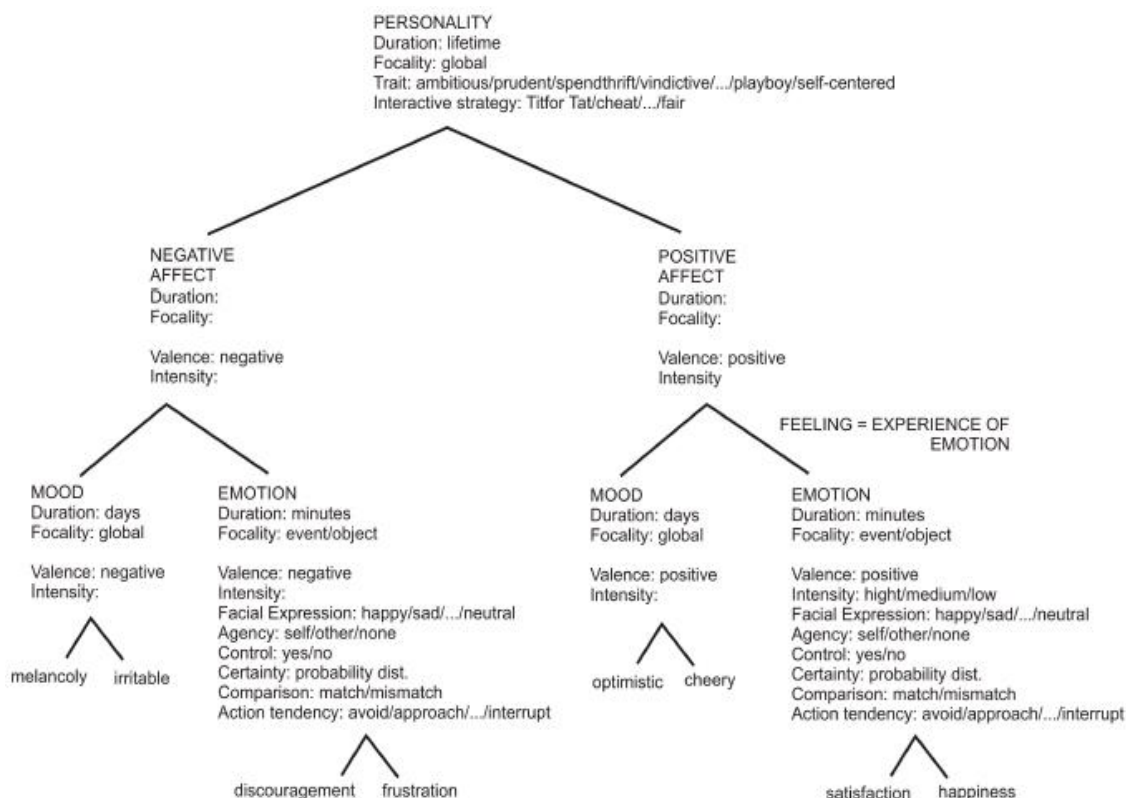 PERSONALITY
Duration: lifetime
Focality: global
Trait: ambitious/prudent/spendthrift/vindictive/.../playboy/self-centered
Interactive strategy: Titfor Tat/cheat/.../fair
NEGATIVE
AFFECT
Duration:
Focality:
Valence: negative
Intensity:
POSITIVE
AFFECT
Duration:
Focality:
Valence: positive
Intensity
FEELING = EXPERIENCE OF
EMOTION
MOOD
Duration: days
Focality: global
Valence: negative
Intensity:
melancoly
irritable
EMOTION
Duration: minutes
Focality: event/object
Valence: negative
Intensity:
Facial Expression: happy/sad/.../neutral
Agency: self/other/none
Control: yes/no
Certainty: probability dist.
Comparison: match/mismatch
Action tendency: avoid/approach/.../interrupt
discouragement
frustration
MOOD
Duration: days
Focality: global
Valence: positive
Intensity:
optimistic
cheery
EMOTION
Duration: minutes
Focality: event/object
Valence: positive
Intensity: hight/medium/low
Facial Expression: happy/sad/.../neutral
Agency: self/other/none
Control: yes/no
Certainty: probability dist.
Comparison: match/mismatch
Action tendency: avoid/approach/.../interrupt
satisfaction
happiness